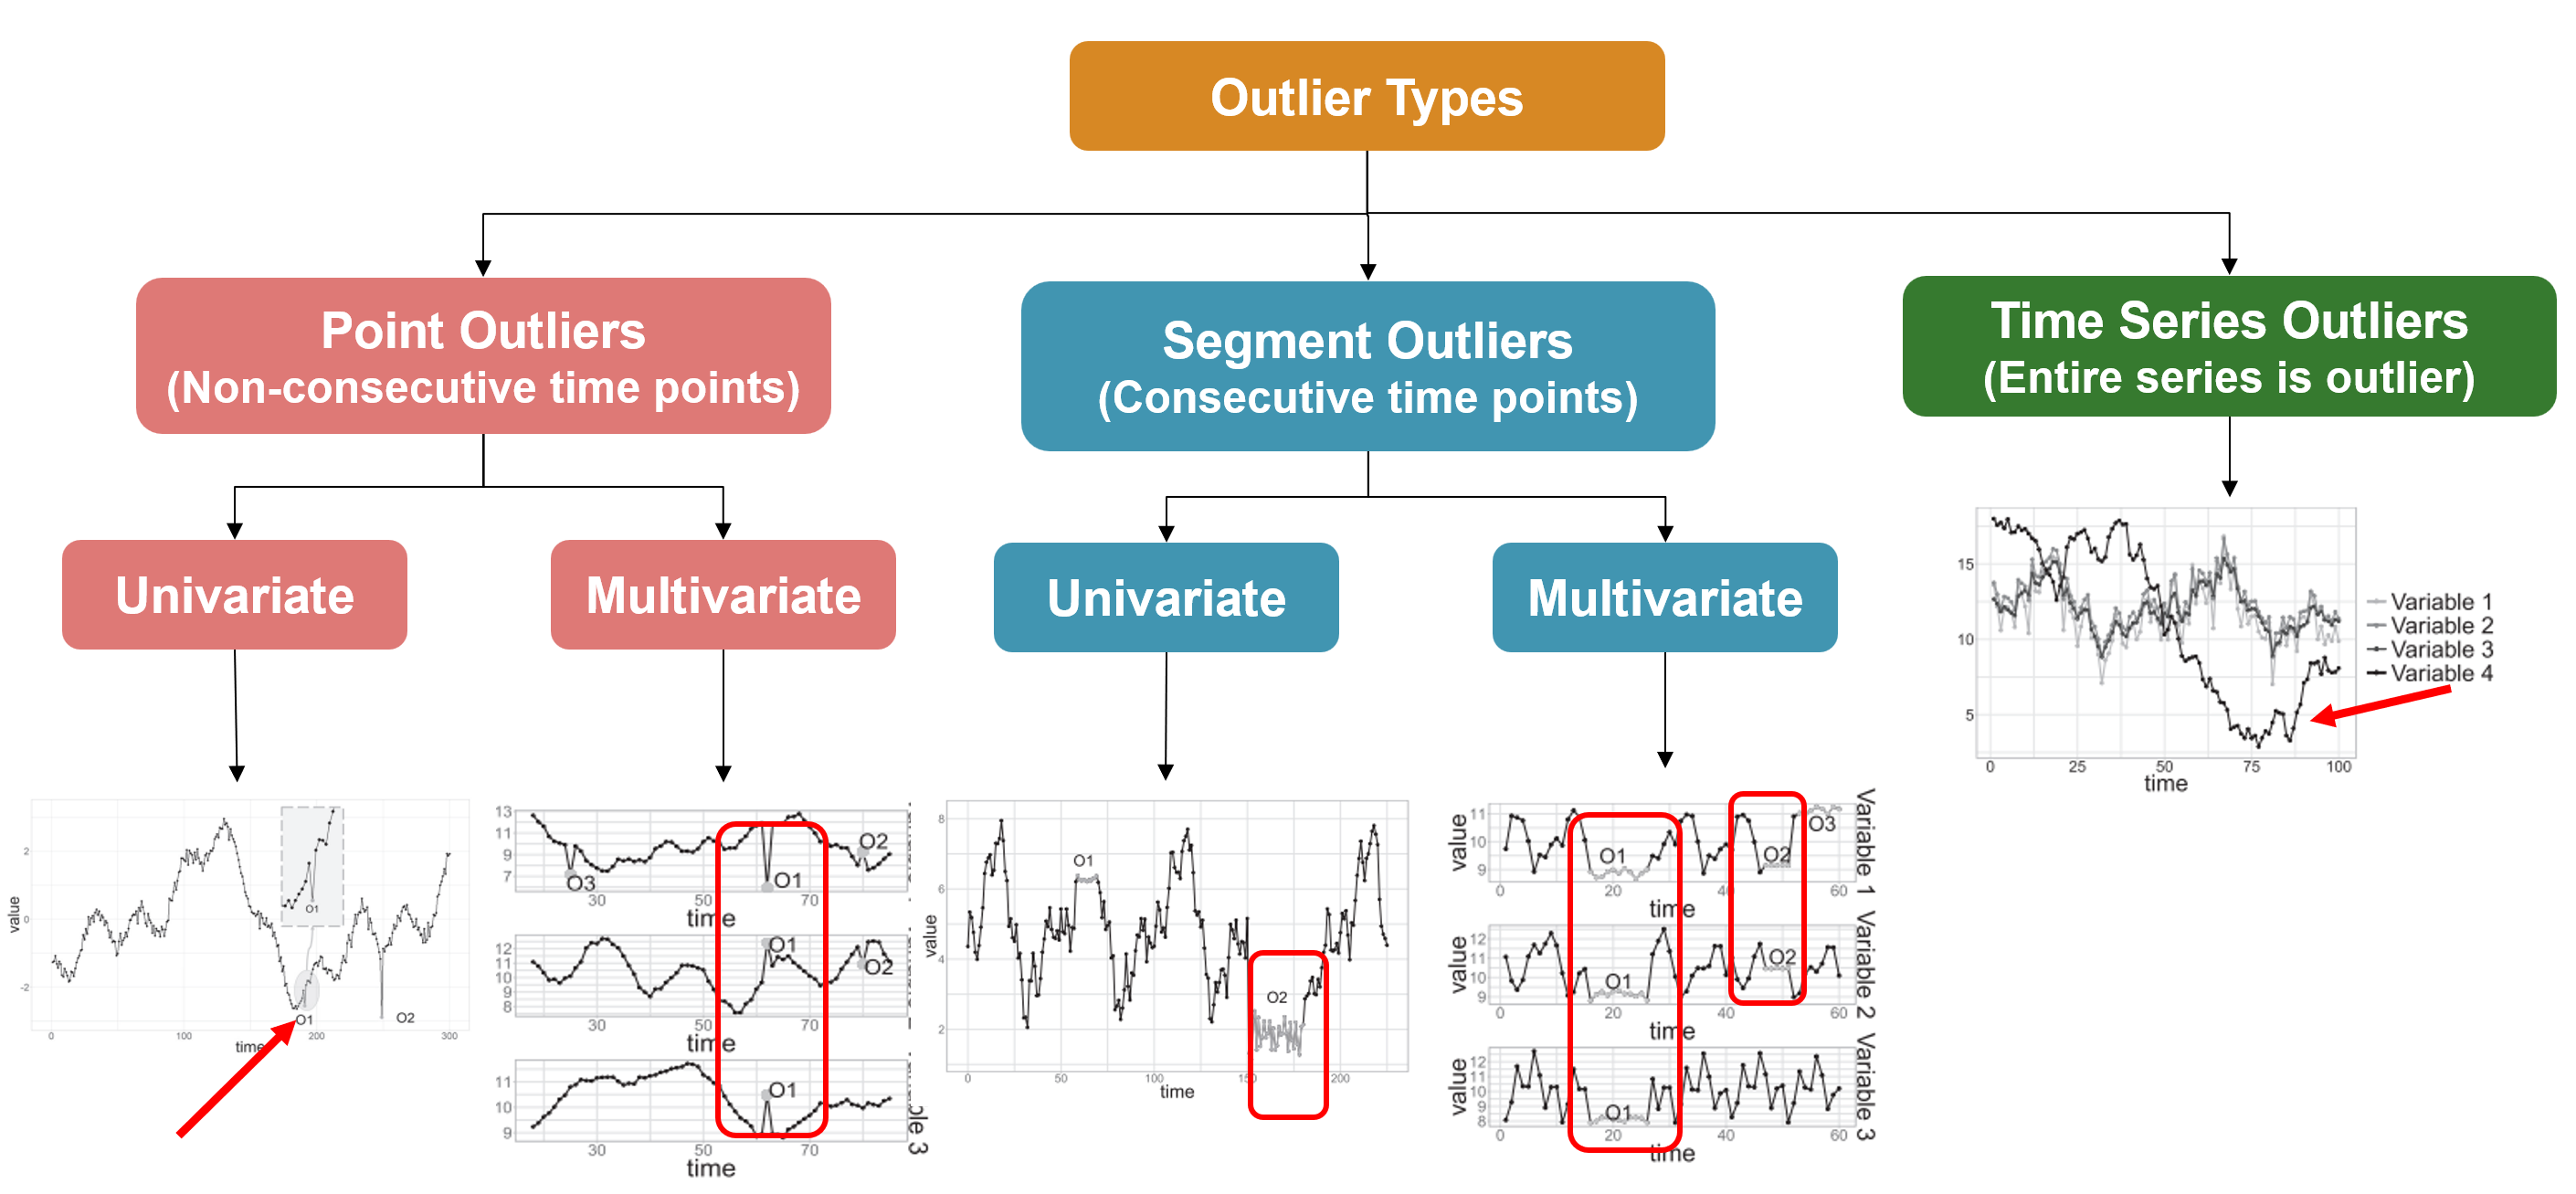 Outlier Types
Point Outliers
(Non-consecutive time points)
Segment Outliers
(Consecutive time points)
Time Series Outliers
(Entire series is outlier)
Univariate
Multivariate
Univariate
Multivariate
value
2
0
-2
O1
O1
O2
0
100
200
300
time
13
11
9
7
O3
O1
O2
30
50
70
time
12
11
10
9
8
O1
O2
30
50
70
time
11
10
9
O1
30
50
70
time
ble 3
value
8
6
4
2
O1
O2
0
50
100
15
200
time
value
11
10
9
O1
O2
O3
0
20
40
60
time
Variable 1
value
12
11
10
9
O1
O2
0
20
40
60
time
Variable 2
value
12
11
10
9
8
O1
0
20
40
60
time
Variable 3
15
10
5
0
25
50
75
100
time
Variable 1
Variable 2
Variable 3
Variable 4